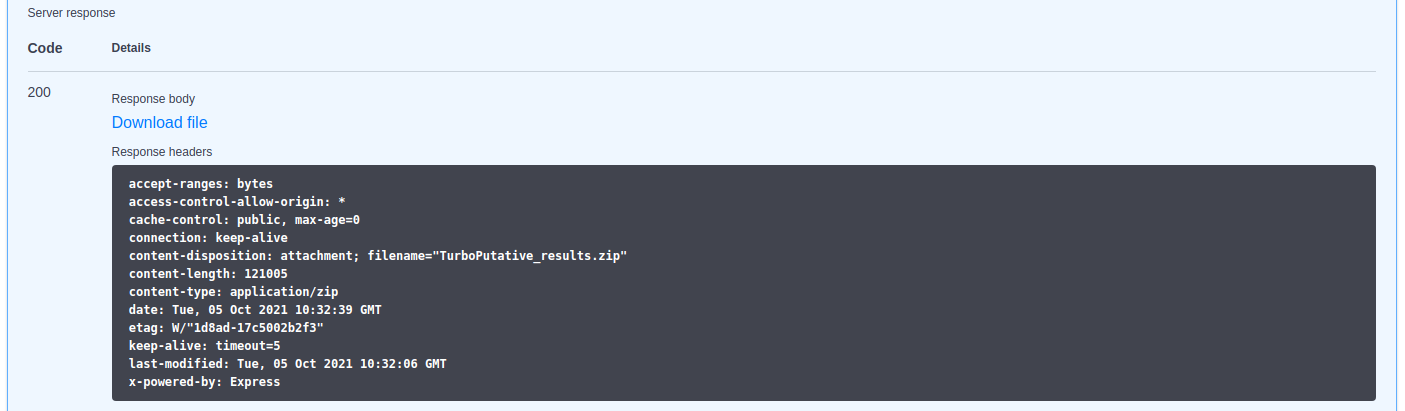 Server response
Code Details
200
Response body
Download file
Response headers
accept-ranges: bytes
access-control-allow-origin: *
cache-control: public, max-age=0
connection: keep-alive
content-disposition: attachment; filename="TurboPutative_results.zip"
content-length: 121005
content-type: application/zip
date: Tue, 05 Oct 2021 10:32:39 GMT
etag: W/"1d8ad-17c5002b2f3"
keep-alive: timeout=5
last-modified: Tue, 05 Oct 2021 10:32:06 GMT
x-powered-by: Express